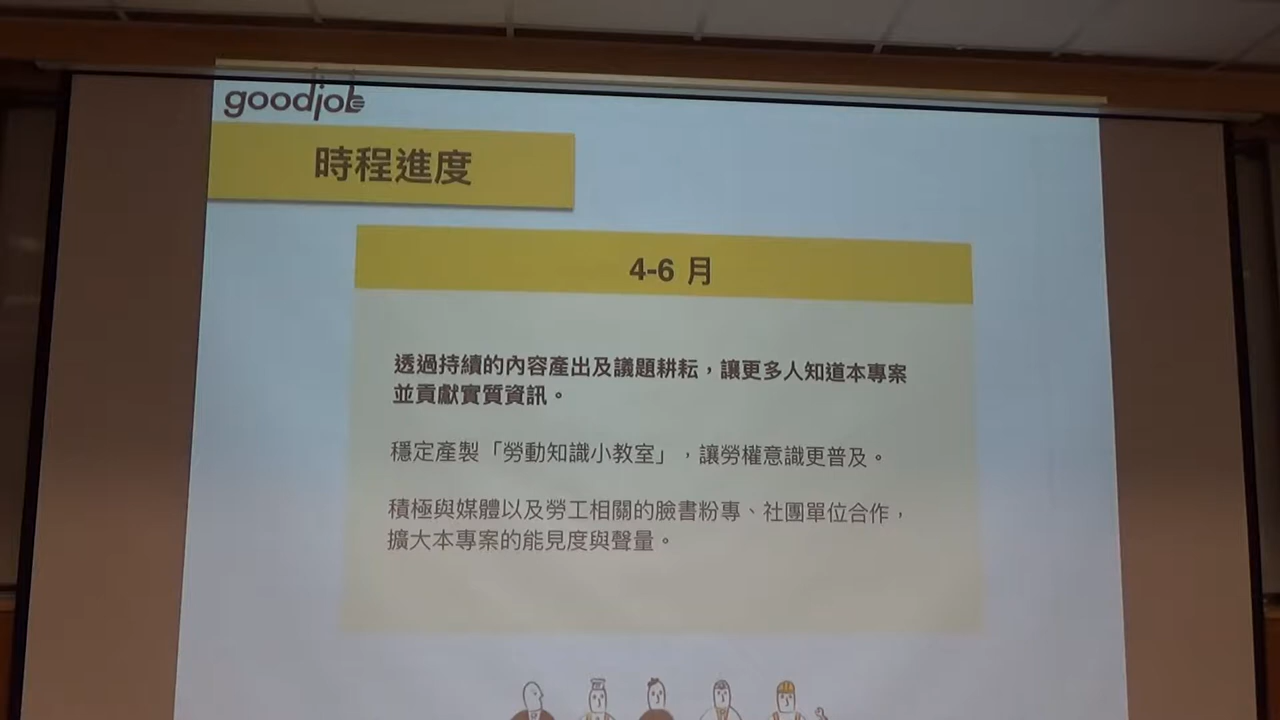 goodjob
時程進度
4-6 月
透過持續的內容產出及議題耕耘，讓更多人知道本專案
並貢獻實質資訊。
穩定產製「勞動知識小教室」，讓勞權意識更普及。
積極與媒體以及勞工相關的臉書粉專、社團單位合作，
擴大本專案的能見度與聲量。